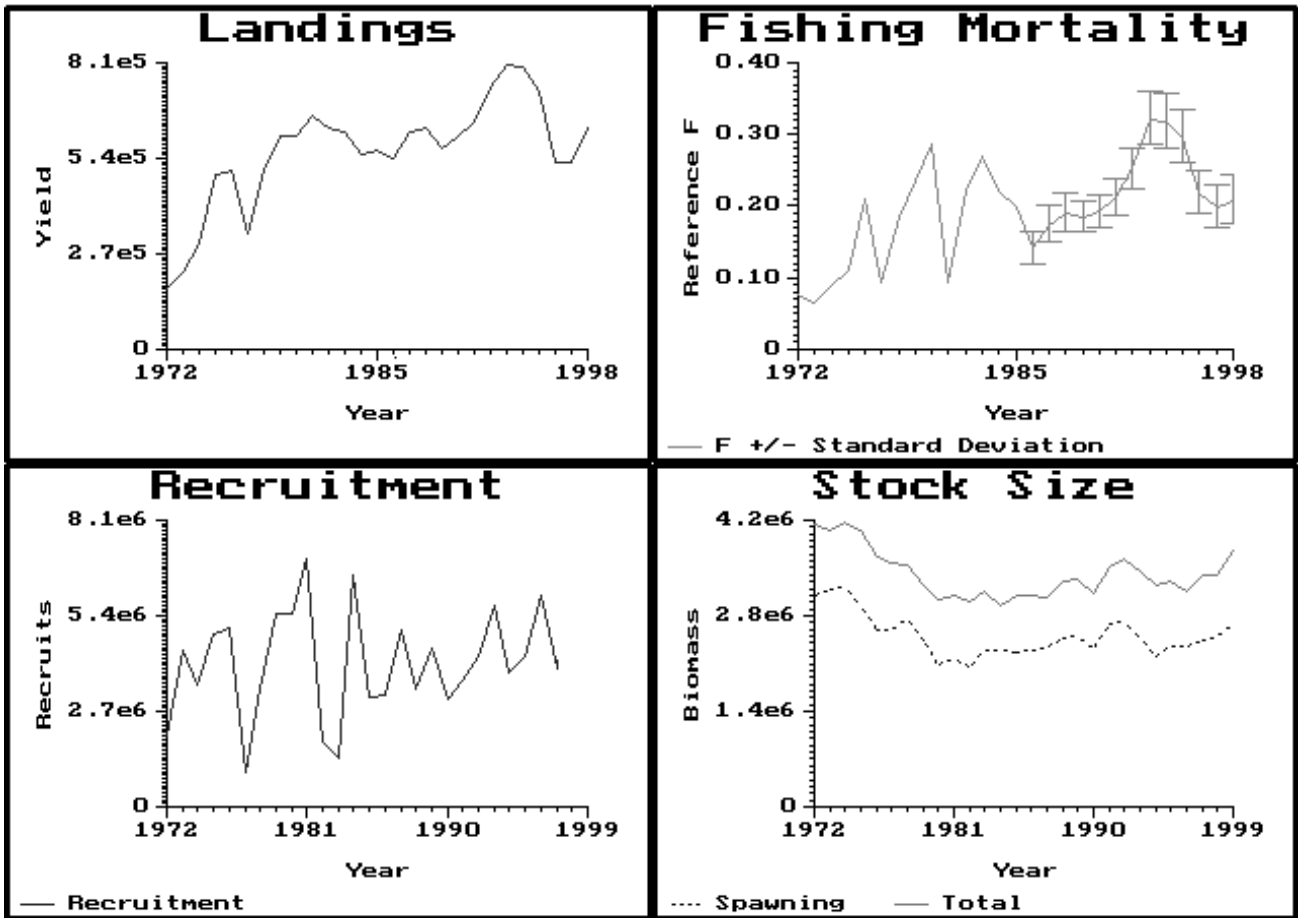 Landings
8.1e5
5.4e5
2.7e5
0
Yield
1972 1985 1998
Year
Fishing Mortality
0.40
0.30
0.20
0.10
0
Reference F
1972 1985 1998
Year
F +/- Standard Deviation
Recruitment
8.1e6
5.4e6
2.7e6
0
Recruits
1972 1981 1990 1999
Year
Recruitment
Stock Size
4.2e6
2.8e6
1.4e6
0
Biomass
1972 1981 1990 1999
Year
Spawning Total